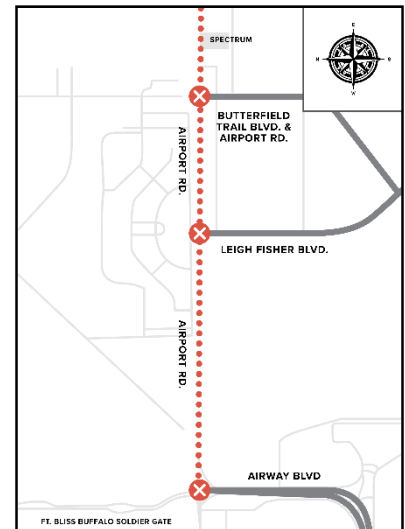 E
N
S
W
SPECTRUM
BUTTERFIELD
TRAIL BLVD. &
AIRPORT RD.
AIRPORT RD.
LEIGH FISHER BLVD.
AIRPORT RD.
AIRWAY BLVD
FT. BLISS BUFFALO SOLDIER GATE